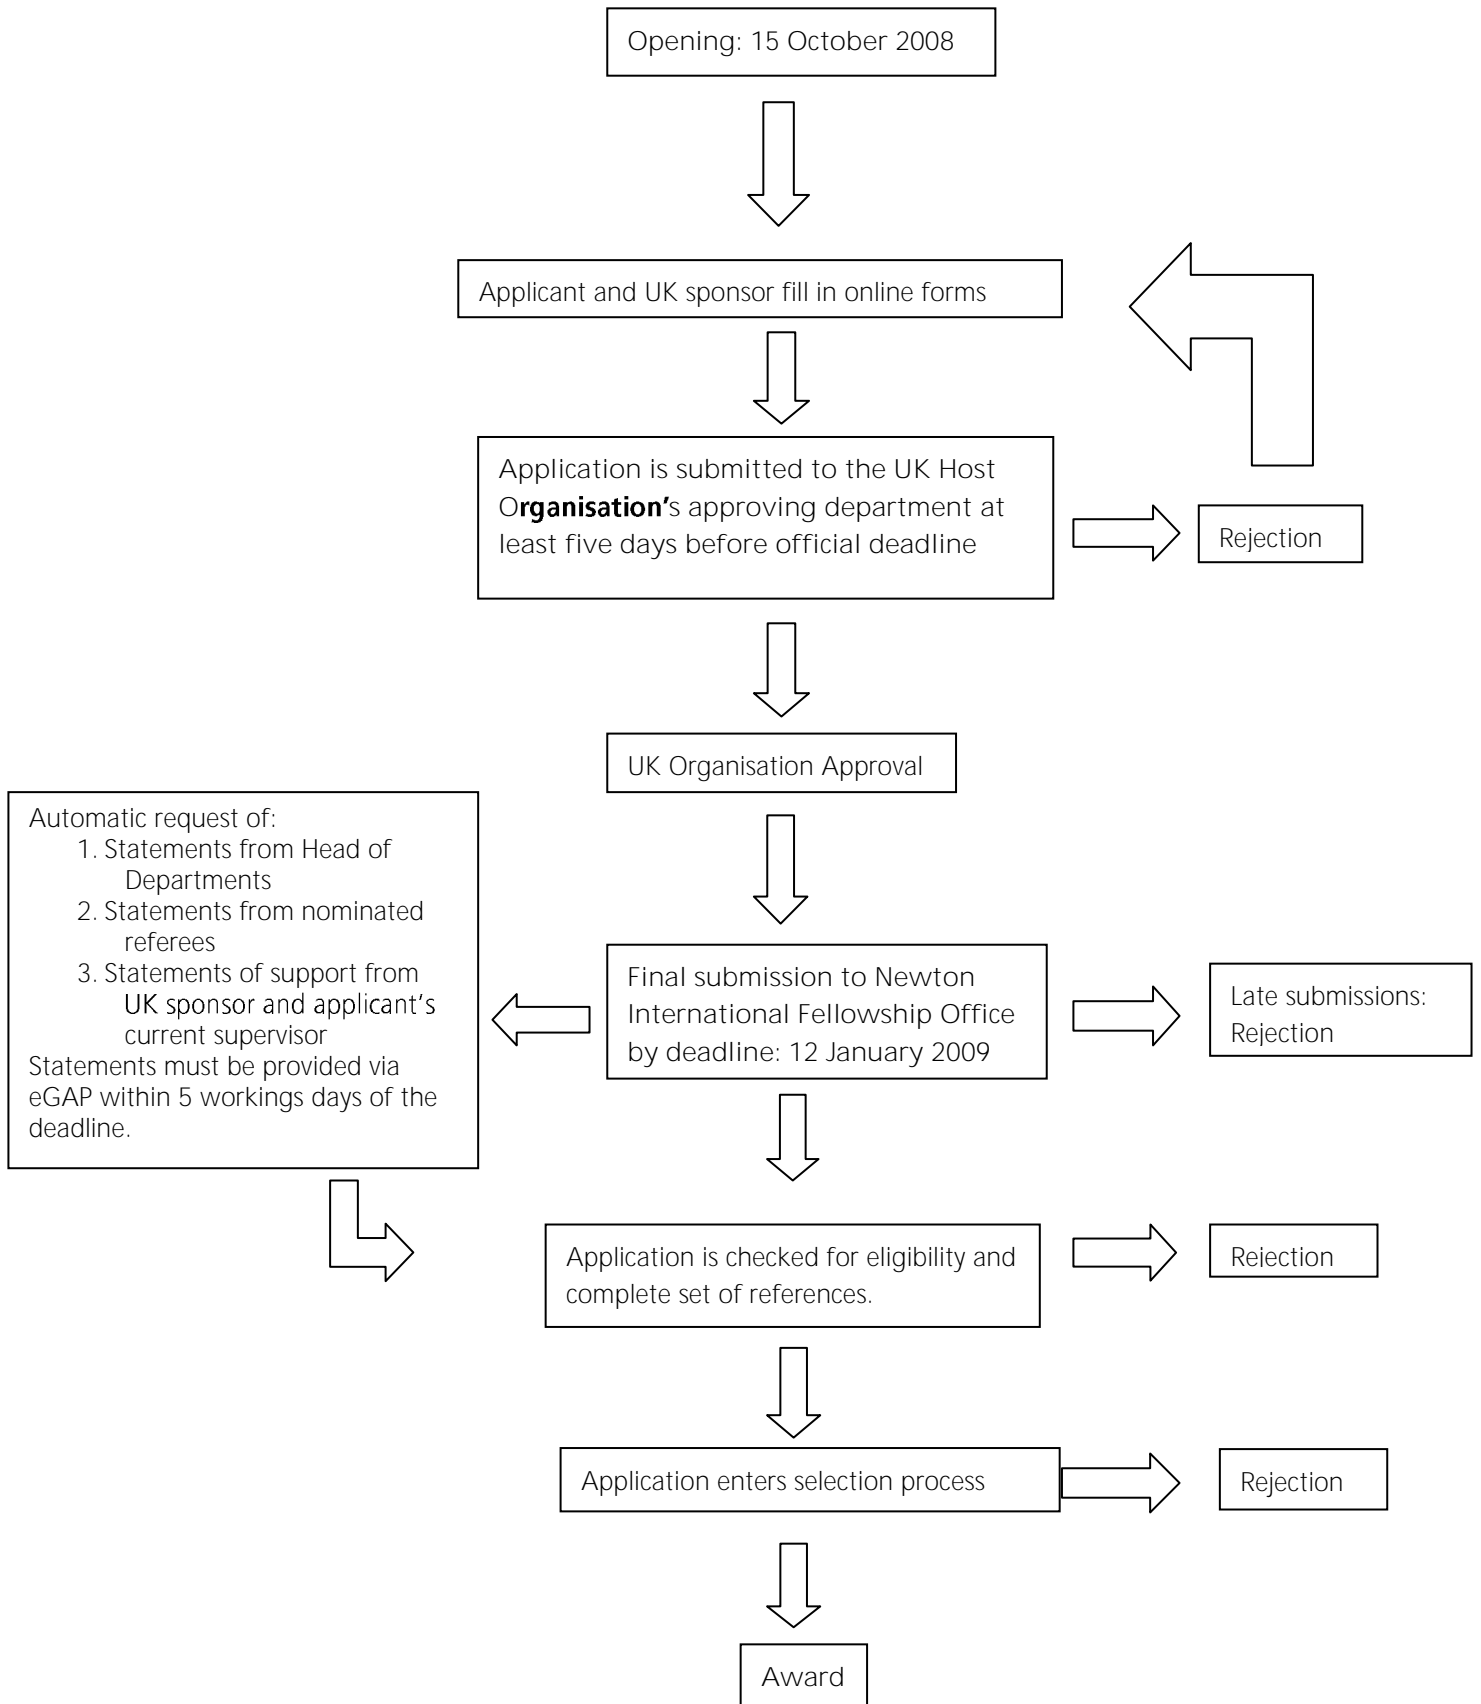 Opening: 15 October 2008
Applicant and UK sponsor fill in online forms
Application is submitted to the UK Host
Organisation's approving department at
least five days before official deadline
Rejection
UK Organisation Approval
Automatic request of:
1. Statements from Head of
Departments
2. Statements from nominated
referees
3. Statements of support from
UK sponsor and applicant's
current supervisor
Statements must be provided via
eGAP within 5 workings days of the
deadline.
Final submission to Newton
International Fellowship Office
by deadline: 12 January 2009
Late submissions:
Rejection
Application is checked for eligibility and
complete set of references.
Rejection
Application enters selection process
Rejection
Award